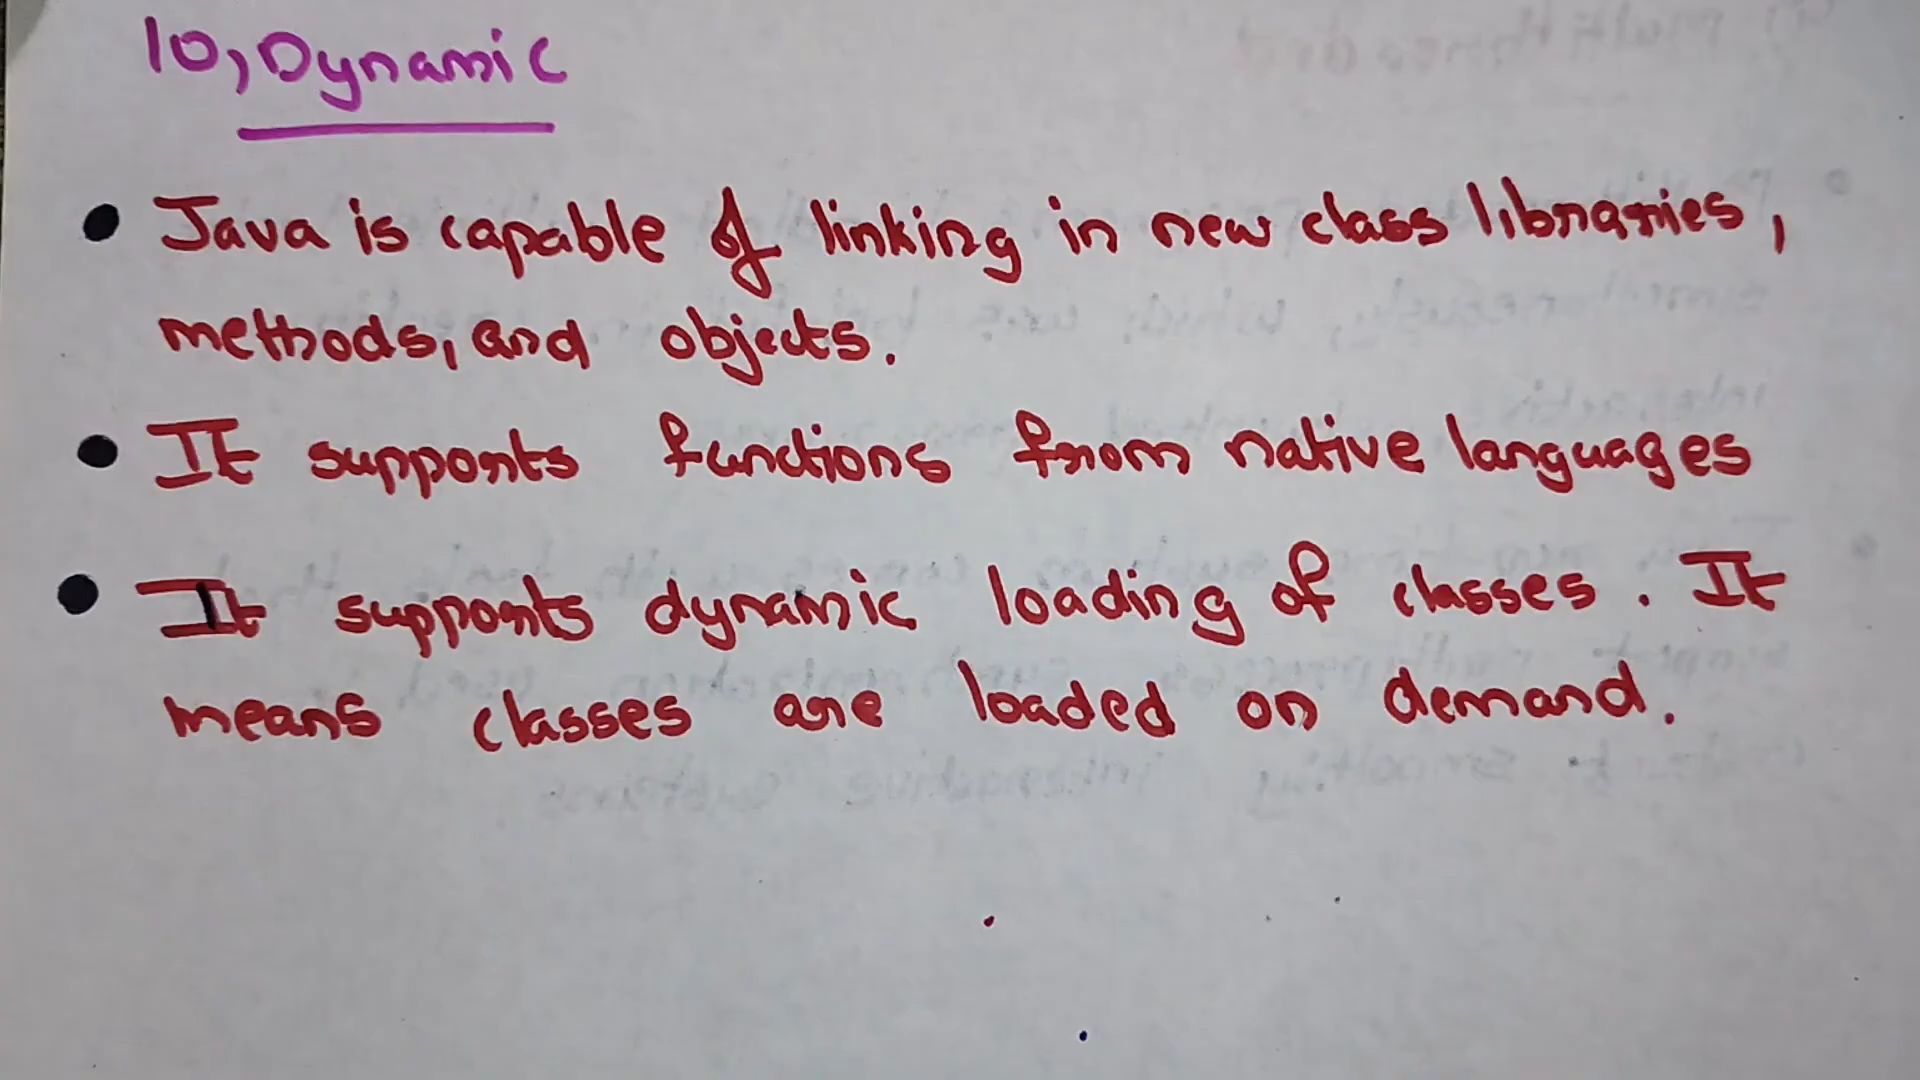 10, Dynamic
• Java is capable of linking in new class libraries,
methods, and objects.
• It supports functions from native languages
• It supports dynamic loading of classes. It
means classes are loaded on demand.